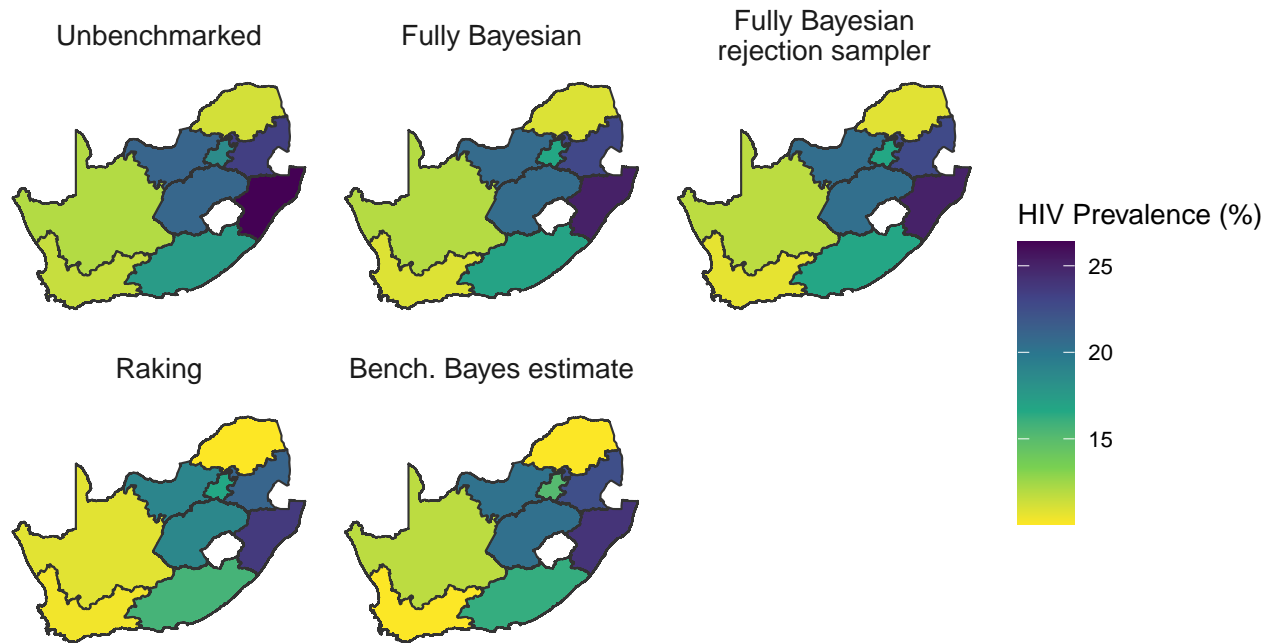 Unbenchmarked
Fully Bayesian
Fully Bayesian
rejection sampler
HIV Prevalence (%)
25
20
15
Raking
Bench. Bayes estimate